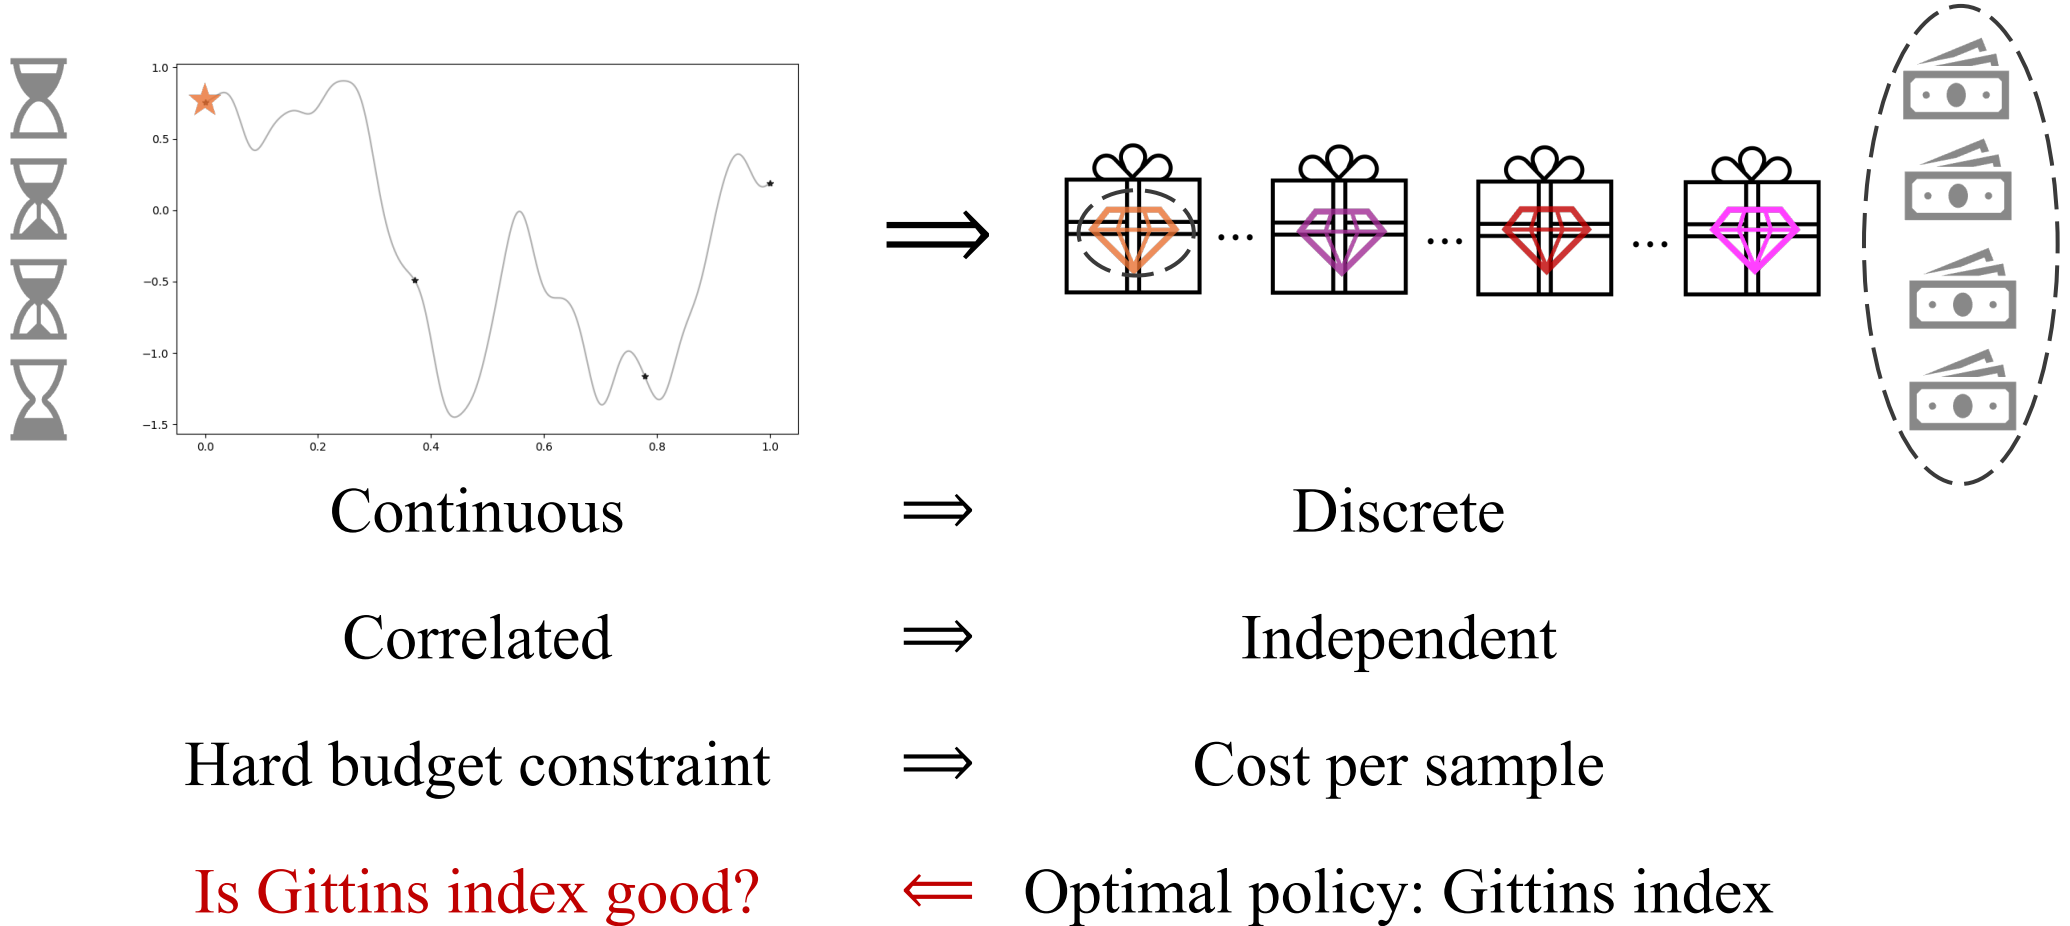 1.0
0.5
0.0
−0.5
−1.0
−1.5
0.0 0.2 0.4 0.6 0.8 1.0
... ... ...
Continuous ⟹ Discrete
Correlated ⟹ Independent
Hard budget constraint ⟹ Cost per sample
Is Gittins index good? ⟸ Optimal policy: Gittins index